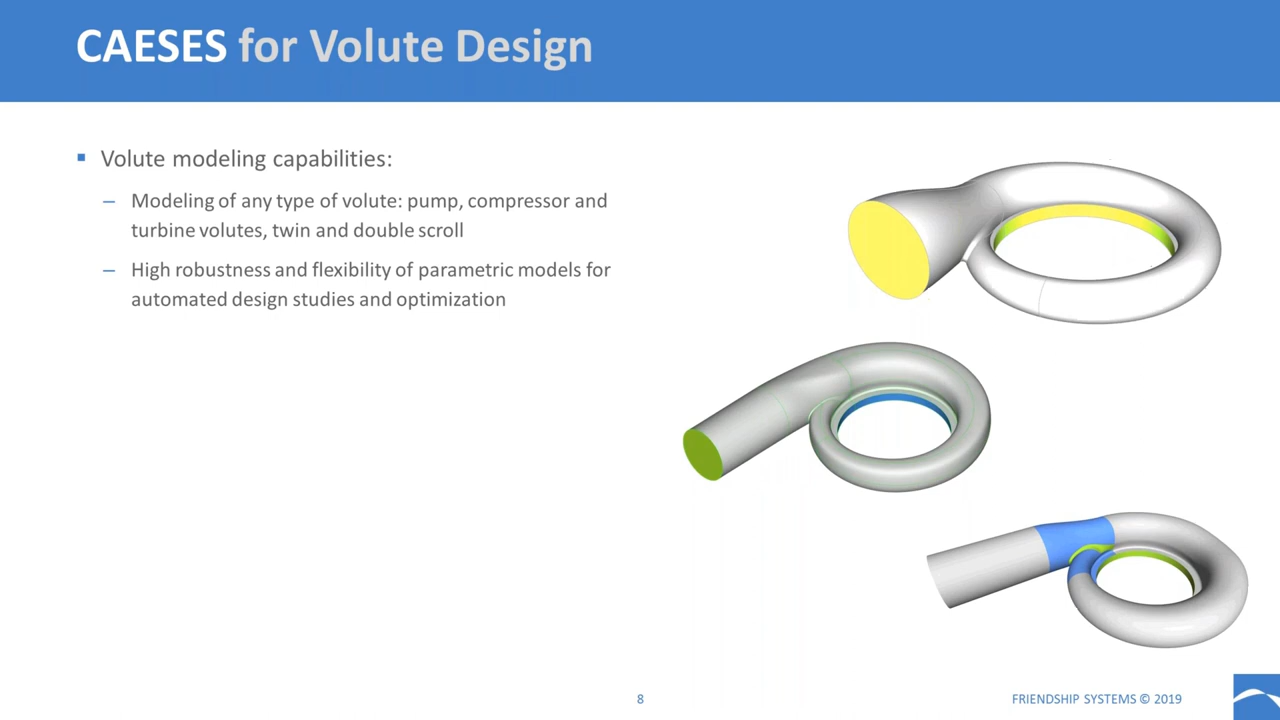 CAESES for Volute Design
▪ Volute modeling capabilities:
– Modeling of any type of volute: pump, compressor and
turbine volutes, twin and double scroll
– High robustness and flexibility of parametric models for
automated design studies and optimization
8
FRIENDSHIP SYSTEMS © 2019